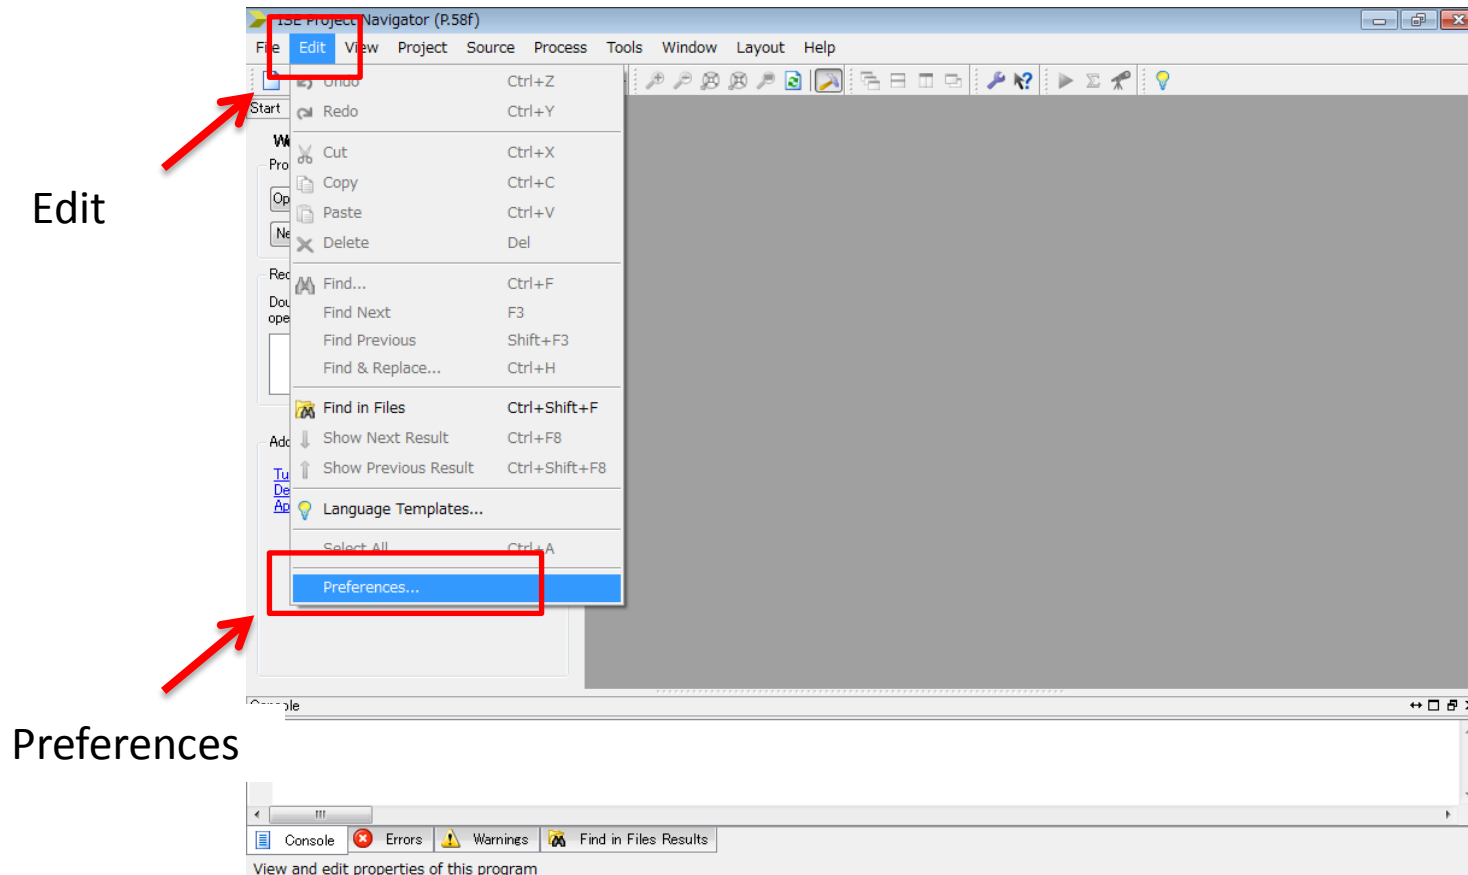 ISE Project Navigator (P.58f)
File Edit View Project Source Process Tools Window Layout Help
Undo Ctrl+Z
Start
Redo Ctrl+Y
Cut Ctrl+X
Copy Ctrl+C
Paste Ctrl+V
Delete Del
Find... Ctrl+F
Find Next F3
Find Previous Shift+F3
Find & Replace... Ctrl+H
Find in Files Ctrl+Shift+F
Show Next Result Ctrl+F8
Show Previous Result Ctrl+Shift+F8
Language Templates...
Select All Ctrl+A
Preferences...
Edit
Preferences
Console
Console Errors Warnings Find in Files Results
View and edit properties of this program